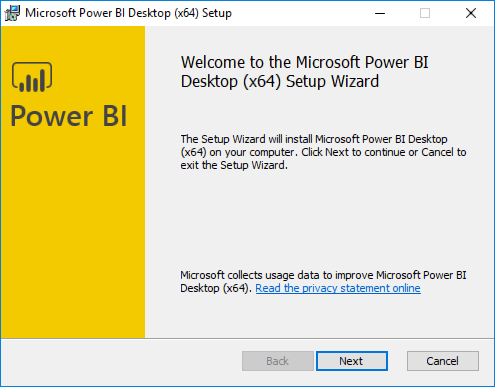 Microsoft Power BI Desktop (x64) Setup
Power BI
Welcome to the Microsoft Power BI
Desktop (x64) Setup Wizard
The Setup Wizard will install Microsoft Power BI Desktop
(x64) on your computer. Click Next to continue or Cancel to
exit the Setup Wizard.
Microsoft collects usage data to improve Microsoft Power BI
Desktop (x64). Read the privacy statement online
Back Next Cancel